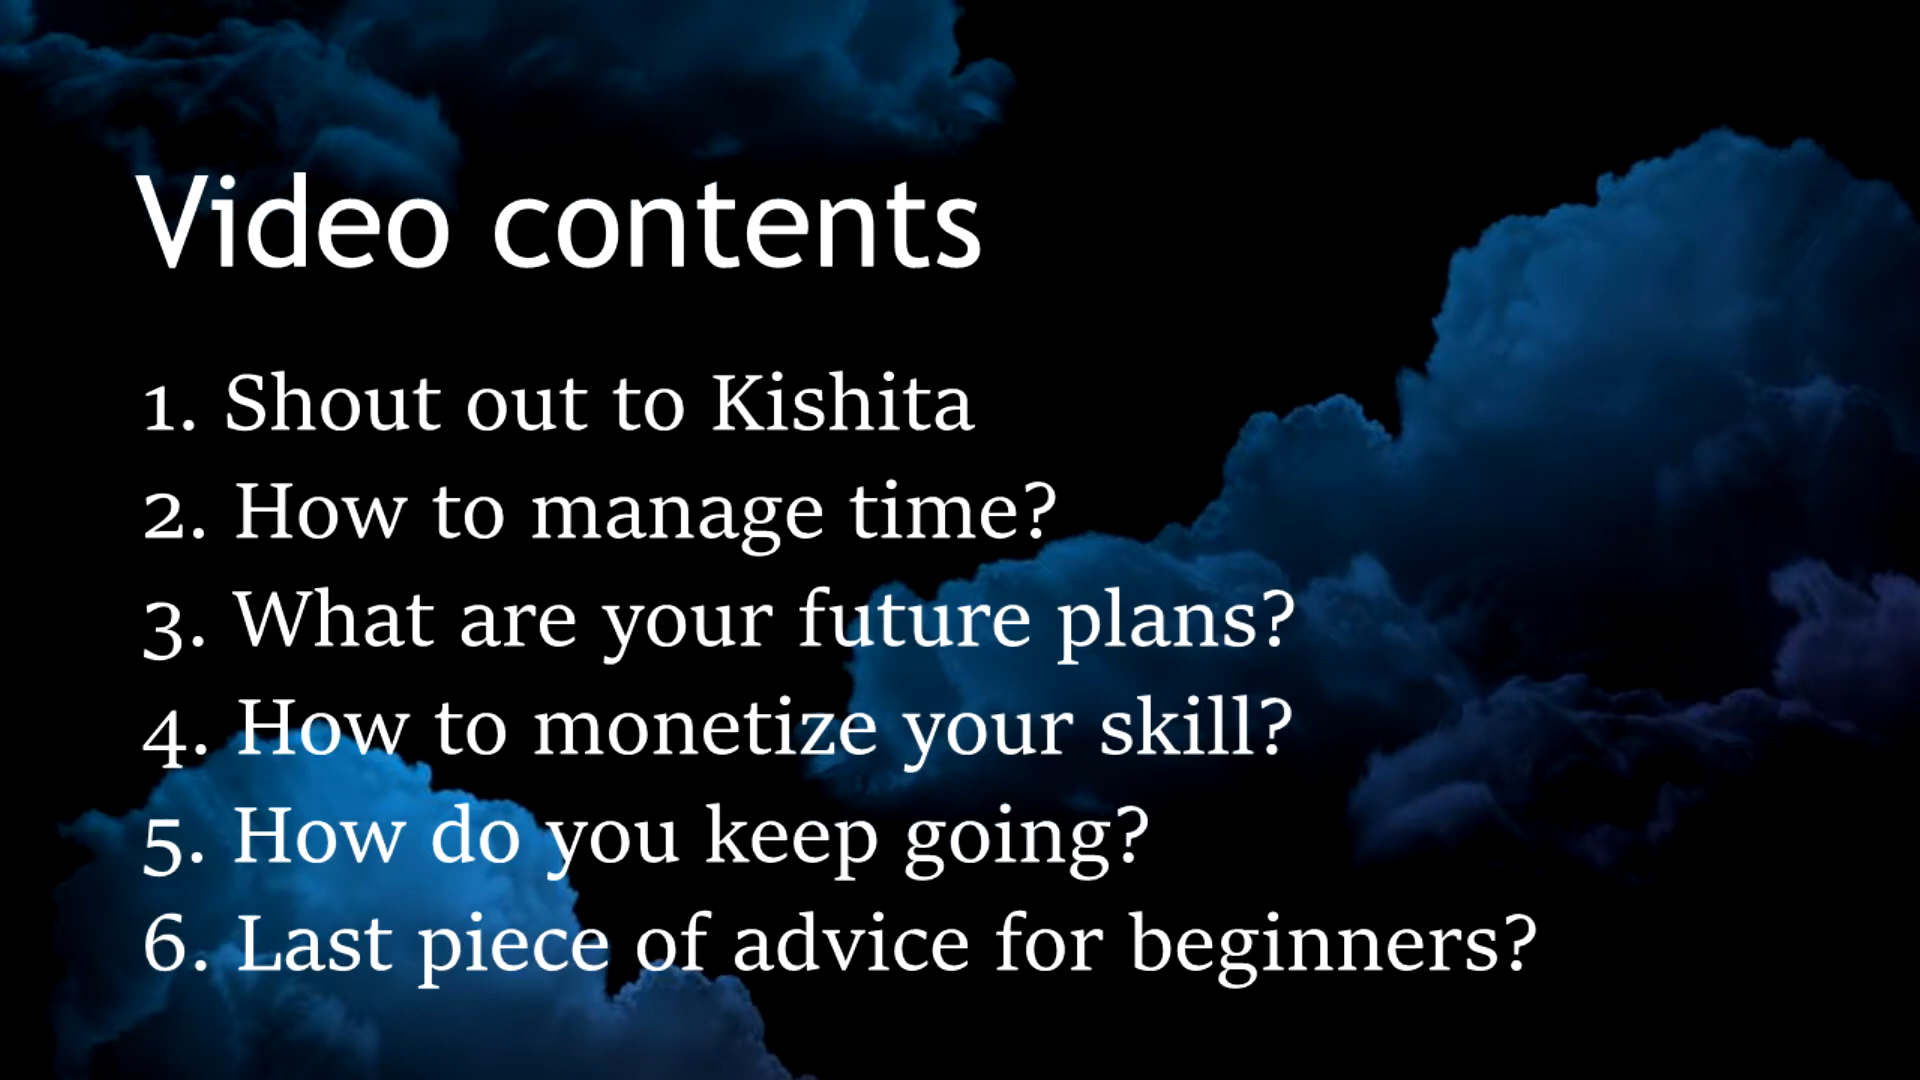 Video contents
1. Shout out to Kishita
2. How to manage time?
3. What are your future plans?
4. How to monetize your skill?
5. How do you keep going?
6. Last piece of advice for beginners?